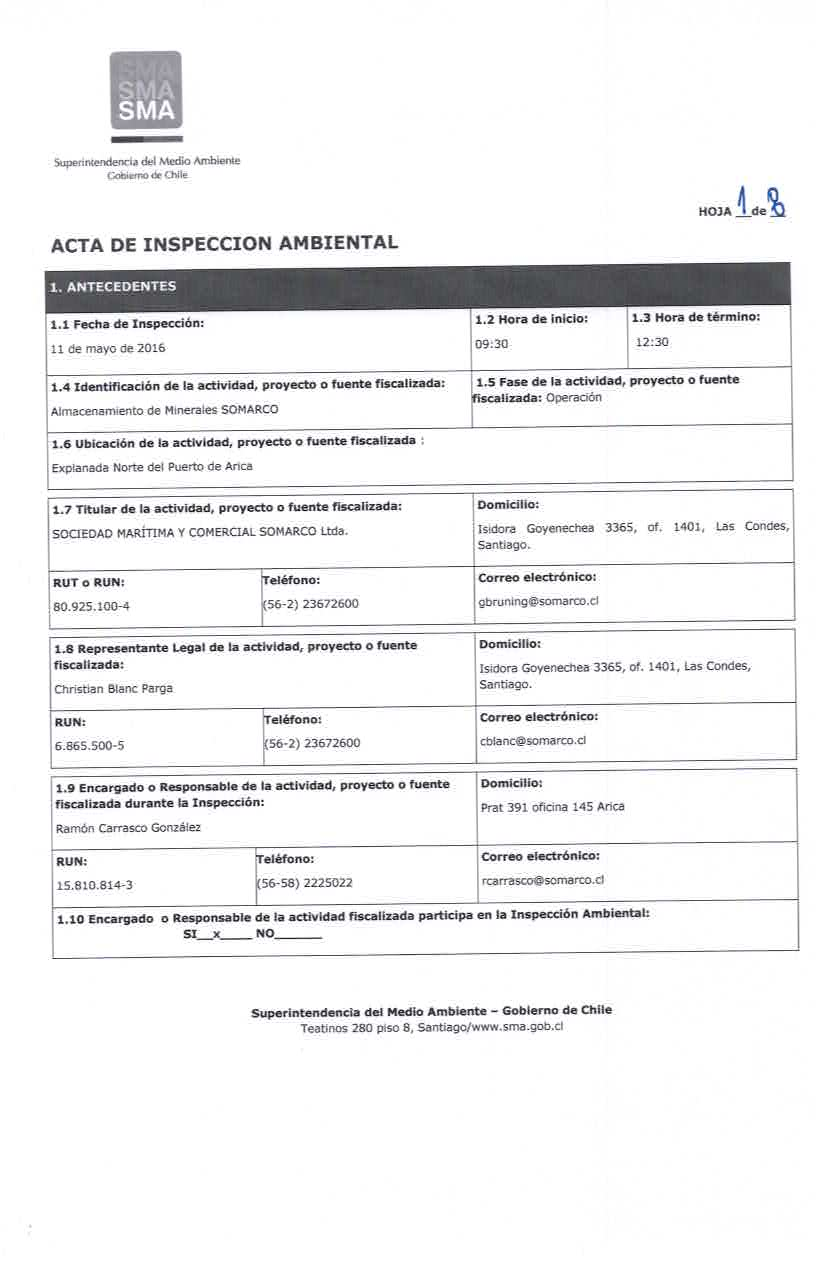 SMA
SMA
SMA
Superintendencia del Medio Ambiente
Gobierno de Chile
HOJA 1 de 8
ACTA DE INSPECCION AMBIENTAL
1. ANTECEDENTES
1.1 Fecha de Inspección:
11 de mayo de 2016
1.2 Hora de inicio:
09:30
1.3 Hora de término:
12:30
1.4 Identificación de la actividad, proyecto o fuente fiscalizada:
Almacenamiento de Minerales SOMARCO
1.5 Fase de la actividad, proyecto o fuente
fiscalizada: Operación
1.6 Ubicación de la actividad, proyecto o fuente fiscalizada :
Explanada Norte del Puerto de Arica
1.7 Titular de la actividad, proyecto o fuente fiscalizada:
SOCIEDAD MARÍTIMA Y COMERCIAL SOMARCO Ltda.
Domicilio:
Isidora Goyenechea 3365, of. 1401, Las Condes,
Santiago.
RUT o RUN:
80.925.100-4
Teléfono:
(56-2) 23672600
Correo electrónico:
gbruning@somarco.cl
1.8 Representante Legal de la actividad, proyecto o fuente
fiscalizada:
Christian Blanc Parga
Domicilio:
Isidora Goyenechea 3365, of. 1401, Las Condes,
Santiago.
RUN:
6.865.500-5
Teléfono:
(56-2) 23672600
Correo electrónico:
cblanc@somarco.cl
1.9 Encargado o Responsable de la actividad, proyecto o fuente
fiscalizada durante la Inspección:
Ramón Carrasco González
Domicilio:
Prat 391 oficina 145 Arica
RUN:
15.810.814-3
Teléfono:
(56-58) 2225022
Correo electrónico:
rcarrasco@somarco.cl
1.10 Encargado o Responsable de la actividad fiscalizada participa en la Inspección Ambiental:
SI__x____ NO______
Superintendencia del Medio Ambiente – Gobierno de Chile
Teatinos 280 piso 8, Santiago/www.sma.gob.cl